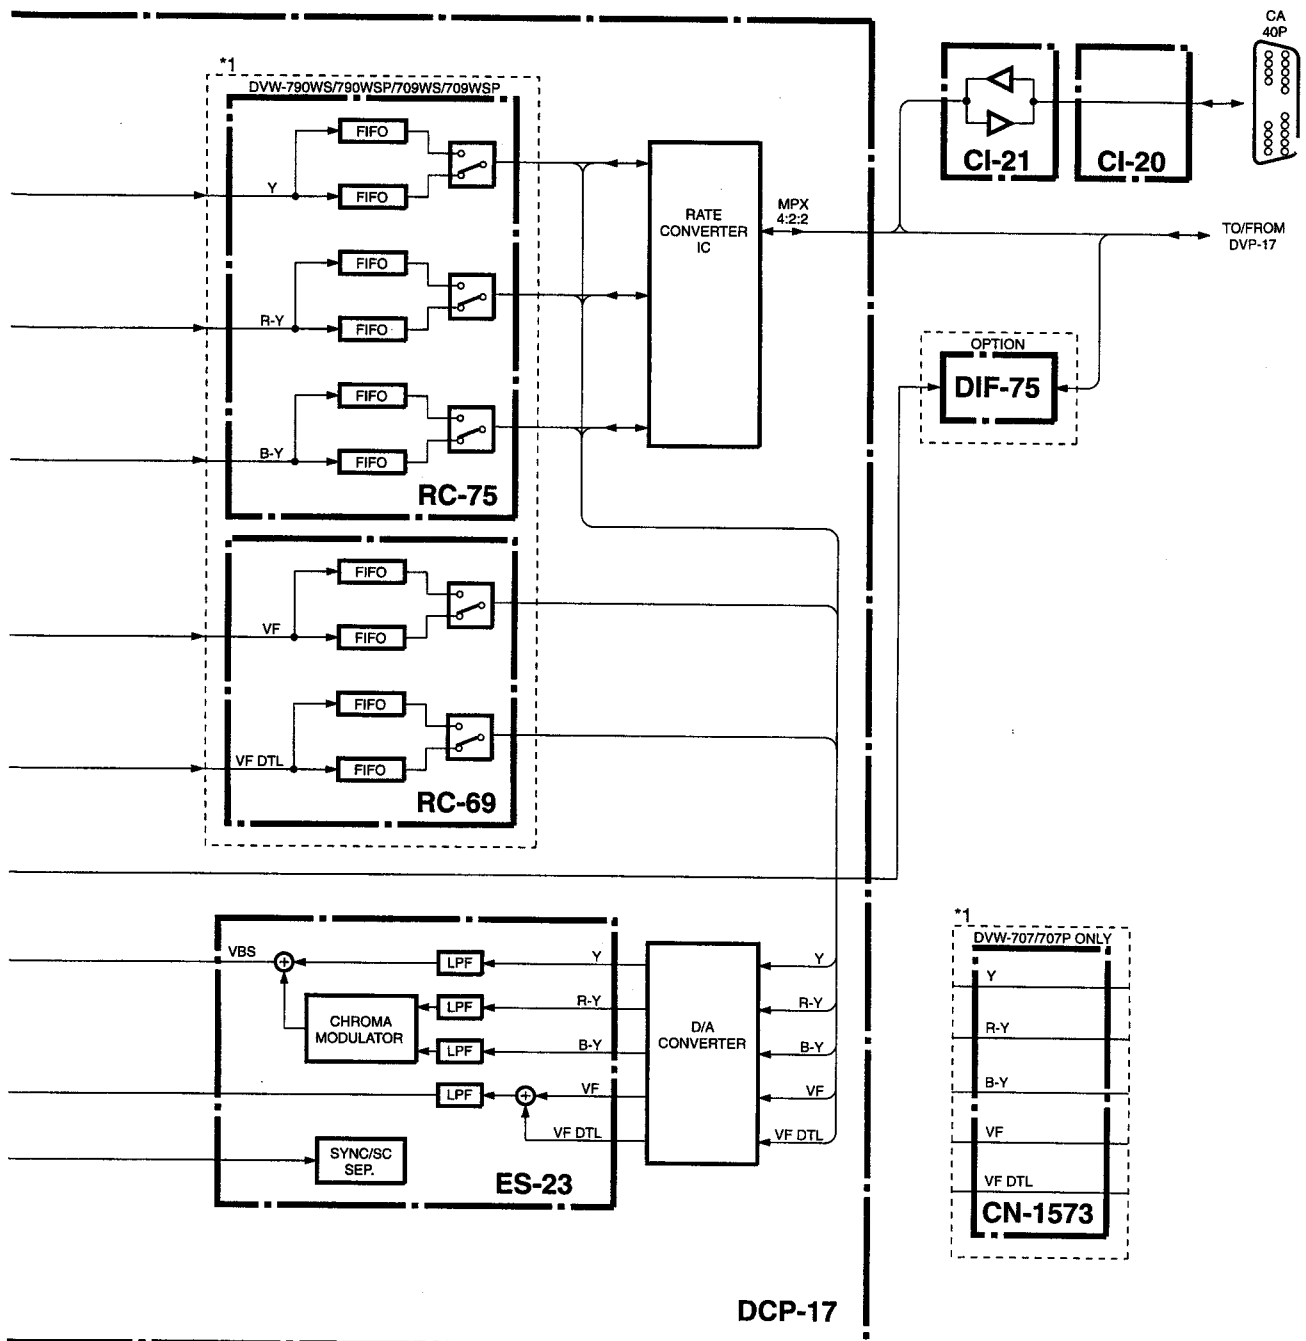 CA
40P
*1
DVW-790WS/790WSP/709WS/709WSP
FIFO
FIFO
Y
CI-21
CI-20
RATE
CONVERTER
IC
MPX
4:2:2
TO/FROM
DVP-17
FIFO
FIFO
R-Y
OPTION
DIF-75
FIFO
FIFO
B-Y
RC-75
FIFO
FIFO
VF
FIFO
FIFO
VF DTL
RC-69
*1
DVW-707/707P ONLY
VBS
LPF
Y
Y
Y
LPF
R-Y
R-Y
R-Y
CHROMA
MODULATOR
D/A
CONVERTER
LPF
B-Y
B-Y
B-Y
LPF
VF
VF
VF
VF DTL
VF DTL
VF DTL
SYNC/SC
SEP.
ES-23
CN-1573
DCP-17